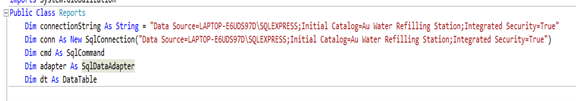 Imports System.Globalization
Public Class Reports
Dim connectionString As String = "Data Source=LAPTOP-E6UDS97D\SQLEXPRESS;Initial Catalog=Au Water Refilling Station;Integrated Security=True"
Dim conn As New SqlConnection("Data Source=LAPTOP-E6UDS97D\SQLEXPRESS;Initial Catalog=Au Water Refilling Station;Integrated Security=True")
Dim cmd As SqlCommand
Dim adapter As SqlDataAdapter
Dim dt As DataTable